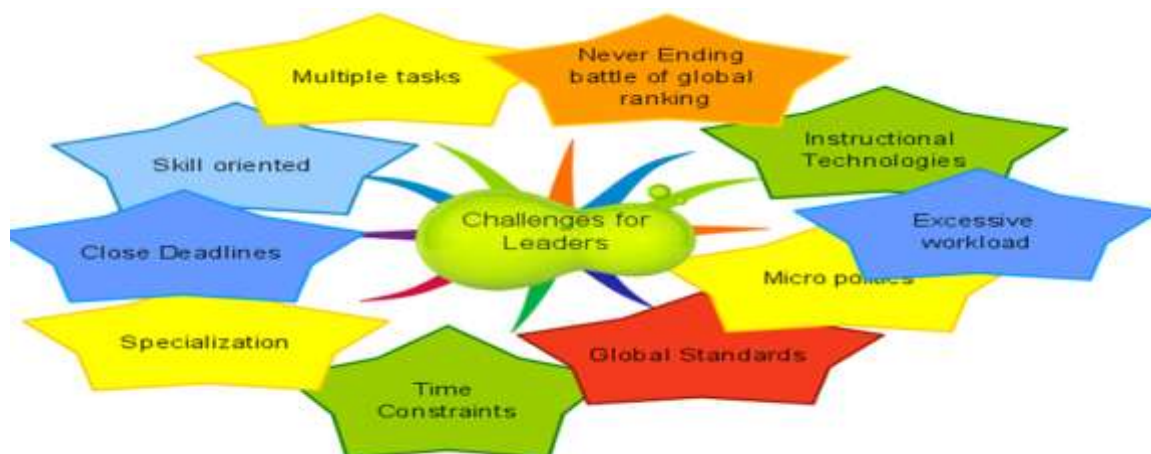 Multiple tasks
Never Ending
battle of global
ranking
Instructional
Technologies
Skill oriented
Challenges for
Leaders
Excessive
workload
Close Deadlines
Micro politics
Specialization
Global Standards
Time
Constraints